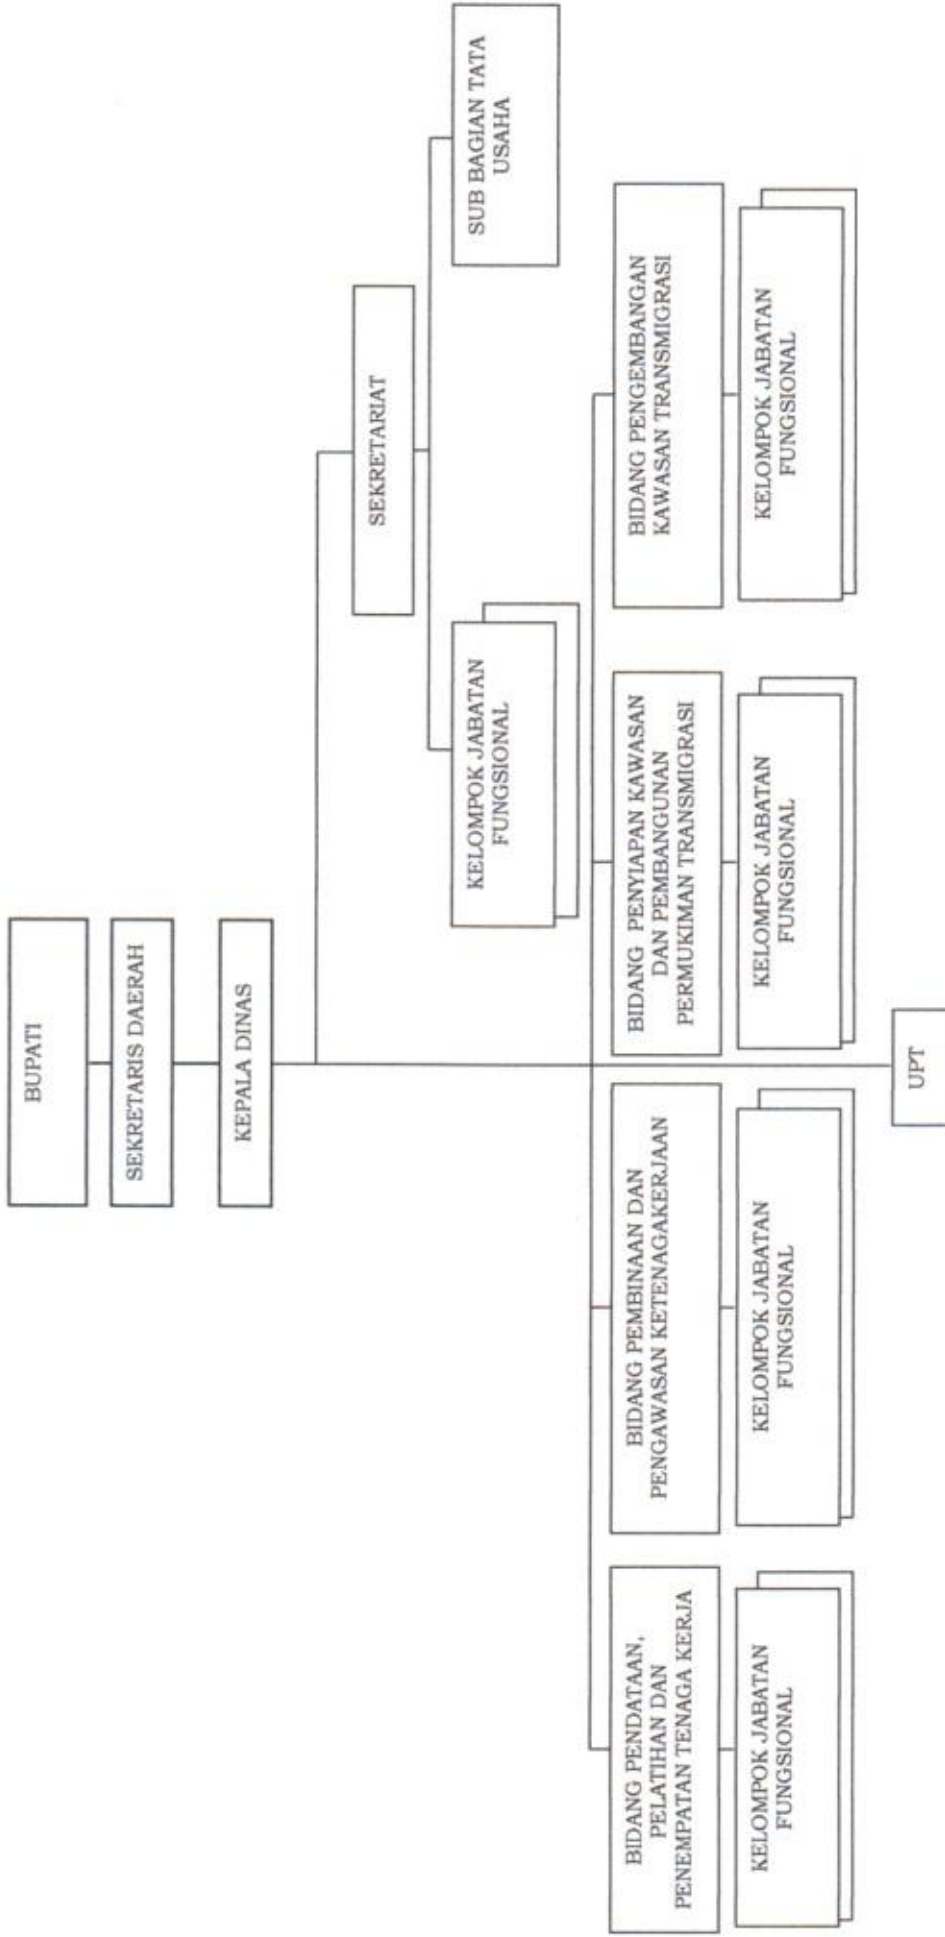 BUPATI
SEKRETARIS DAERAH
KEPALA DINAS
SEKRETARIAT
KELOMPOK JABATAN
FUNGSIONAL
SUB BAGIAN TATA
USAHA
BIDANG PENDATAAN,
PELATIHAN DAN
PENEMPATAN TENAGA KERJA
BIDANG PEMBINAAN DAN
PENGAWASAN KETENAGAKERJAAN
BIDANG PENYIAPAN KAWASAN
DAN PEMBANGUNAN
PERMUKIMAN TRANSMIGRASI
BIDANG PENGEMBANGAN
KAWASAN TRANSMIGRASI
KELOMPOK JABATAN
FUNGSIONAL
KELOMPOK JABATAN
FUNGSIONAL
KELOMPOK JABATAN
FUNGSIONAL
KELOMPOK JABATAN
FUNGSIONAL
UPT